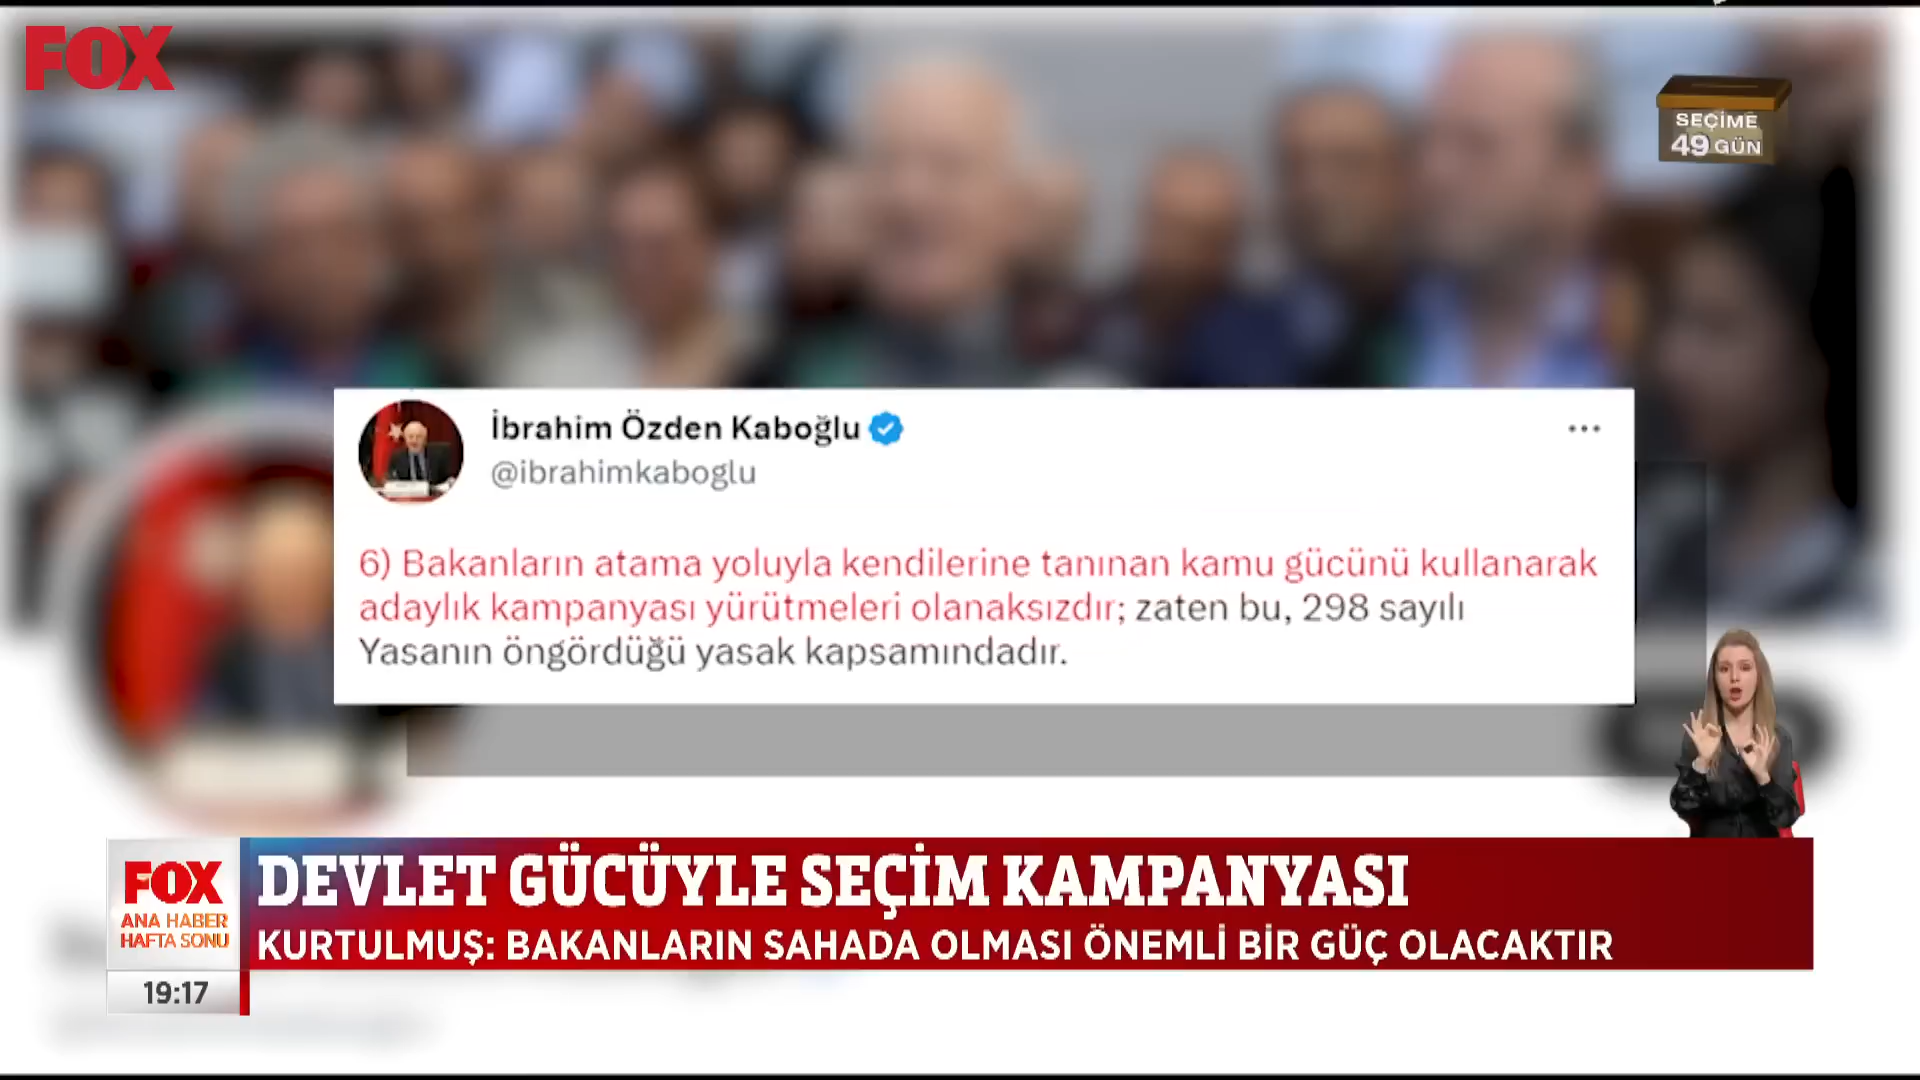 FOX
SEÇİME
49 GÜN
İbrahim Özden Kaboğlu
@ibrahimkaboglu
6) Bakanların atama yoluyla kendilerine tanınan kamu gücünü kullanarak
adaylık kampanyası yürütmeleri olanaksızdır; zaten bu, 298 sayılı
Yasanın öngördüğü yasak kapsamındadır.
FOX
ANA HABER
HAFTA SONU
19:17
DEVLET GÜCÜYLE SEÇİM KAMPANYASI
KURTULMUŞ: BAKANLARIN SAHADA OLMASI ÖNEMLİ BİR GÜÇ OLACAKTIR